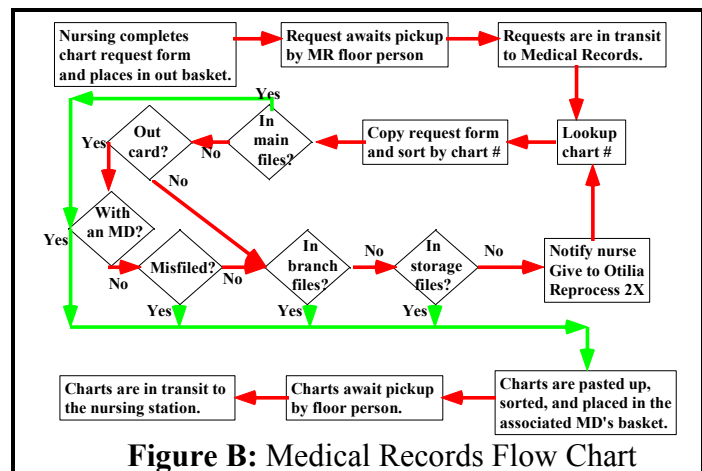 Nursing completes
chart request form
and places in out basket.
Request awaits pickup
by MR floor person
Requests are in transit
to Medical Records.
Yes
Out
card?
In
main
files?
Copy request form
and sort by chart #
Lookup
chart #
Yes
No
No
With
an MD?
Yes
No
Misfiled?
No
In
branch
files?
No
In
storage
files?
No
Notify nurse
Give to Otilia
Reprocess 2X
Yes
Yes
Yes
Charts are in transit to
the nursing station.
Charts await pickup
by floor person.
Charts are pasted up,
sorted, and placed in the
associated MD's basket.
Figure B: Medical Records Flow Chart